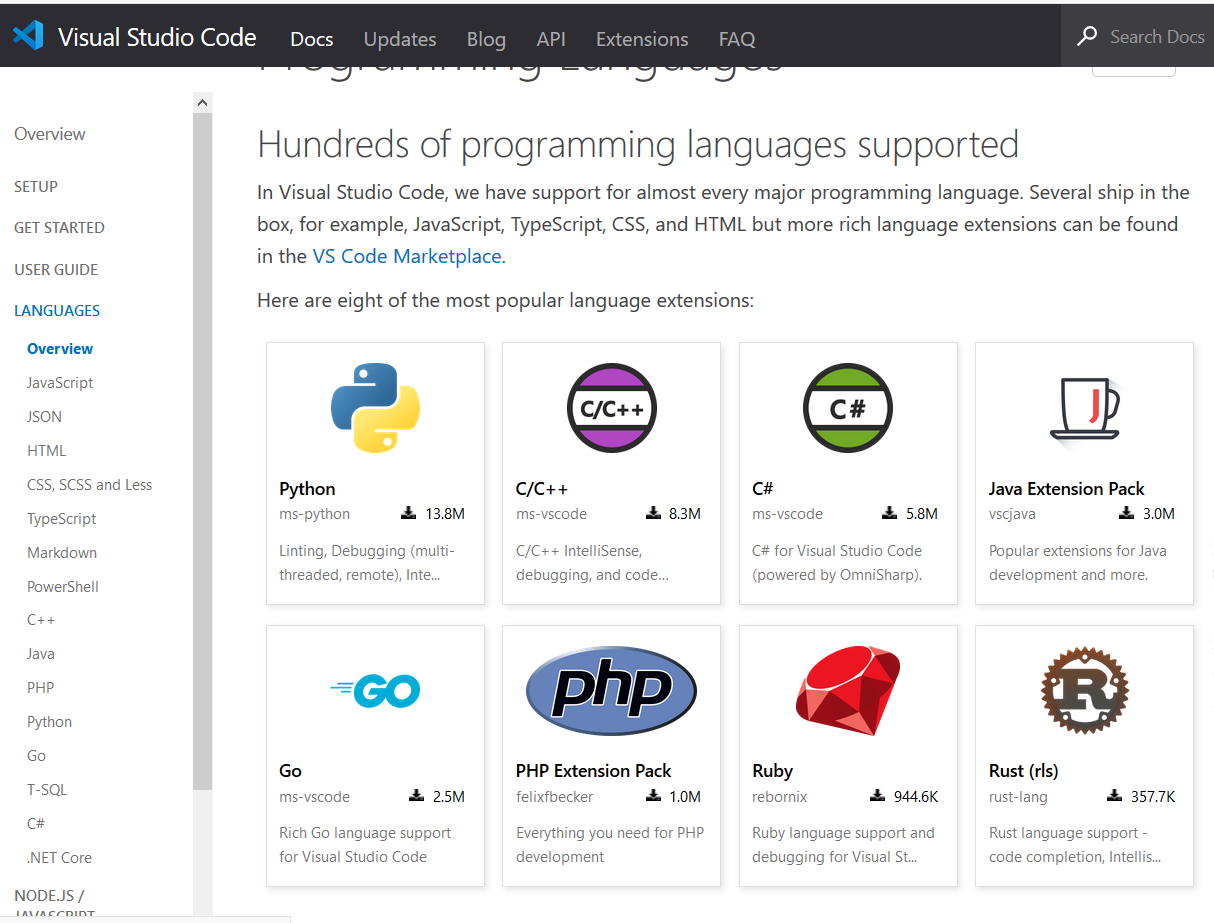 Visual Studio Code Docs Updates Blog API Extensions FAQ Search Docs
Programming Languages
Overview
SETUP
GET STARTED
USER GUIDE
LANGUAGES
Overview
JavaScript
JSON
HTML
CSS, SCSS and Less
TypeScript
Markdown
PowerShell
C++
Java
PHP
Python
Go
T-SQL
C#
.NET Core
NODE.JS /
JAVASCRIPT
Hundreds of programming languages supported
In Visual Studio Code, we have support for almost every major programming language. Several ship in the
box, for example, JavaScript, TypeScript, CSS, and HTML but more rich language extensions can be found
in the VS Code Marketplace.
Here are eight of the most popular language extensions:
Python
ms-python 13.8M
Linting, Debugging (multi-
threaded, remote), Inte...
C/C++
C/C++
ms-vscode 8.3M
C/C++ IntelliSense,
debugging, and code...
C#
C#
ms-vscode 5.8M
C# for Visual Studio Code
(powered by OmniSharp).
J
Java Extension Pack
vscjava 3.0M
Popular extensions for Java
development and more.
GO
Go
ms-vscode 2.5M
Rich Go language support
for Visual Studio Code
php
PHP Extension Pack
felixfbecker 1.0M
Everything you need for PHP
development
Ruby
rebornix 944.6K
Ruby language support and
debugging for Visual St...
R
Rust (rls)
rust-lang 357.7K
Rust language support -
code completion, Intellis...